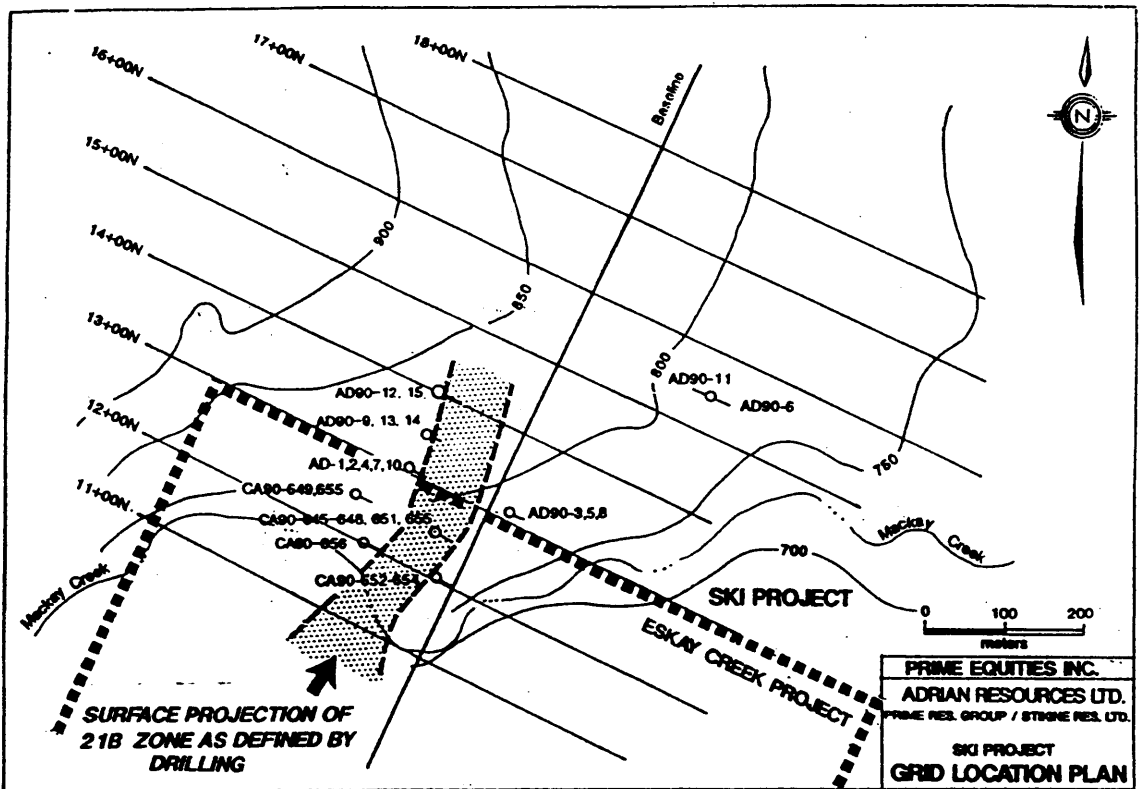 18+00N
17+00N
16+00N
15+00N
14+00N
13+00N
12+00N
11+00N
Baseline
N
900
850
800
750
700
AD90-11
AD90-6
AD90-12, 15,
AD90-9, 13, 14
AD-1,2,4,7,10
CA90-649,655
AD90-3,5,8
CA90-656
Mackay Creek
Mackay Creek
SKI PROJECT
ESKAY CREEK PROJECT
0 100 200
meters
SURFACE PROJECTION OF
21B ZONE AS DEFINED BY
DRILLING
PRIME EQUITIES INC.
ADRIAN RESOURCES LTD.
PRIME RES. GROUP / STIKINE RES. LTD.
SKI PROJECT
GRID LOCATION PLAN